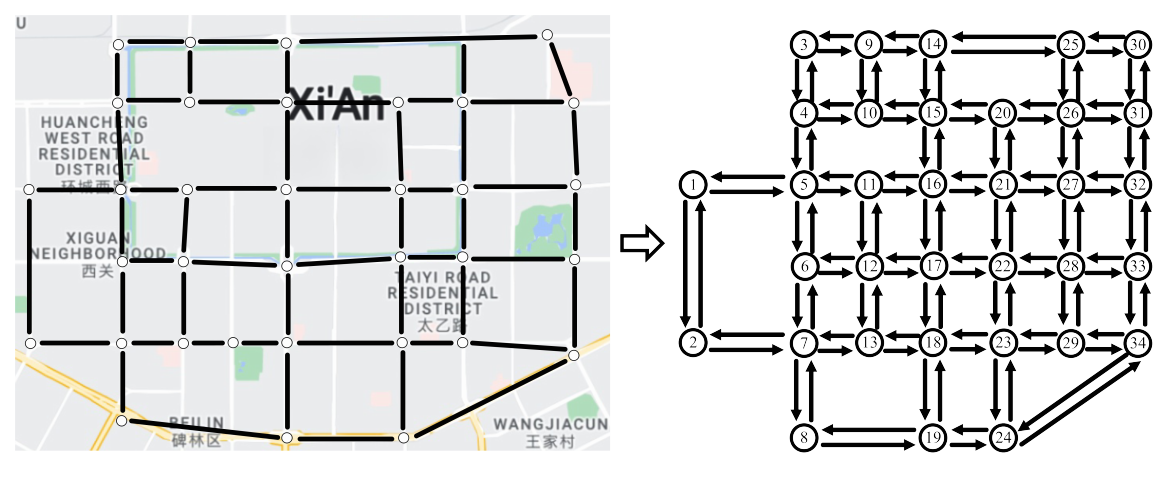 U
Xi'An
HUANCHENG
WEST ROAD
RESIDENTIAL
DISTRICT
环城西
XIGUAN
NEIGHBORHOOD
西关
TAIYI ROAD
RESIDENTIAL
DISTRICT
太乙路
BEILIN
碑林区
WANGJIACUN
王家村
3 9 14 25 30
4 10 15 20 26 31
1 5 11 16 21 27 32
6 12 17 22 28 33
2 7 13 18 23 29 34
8 19 24